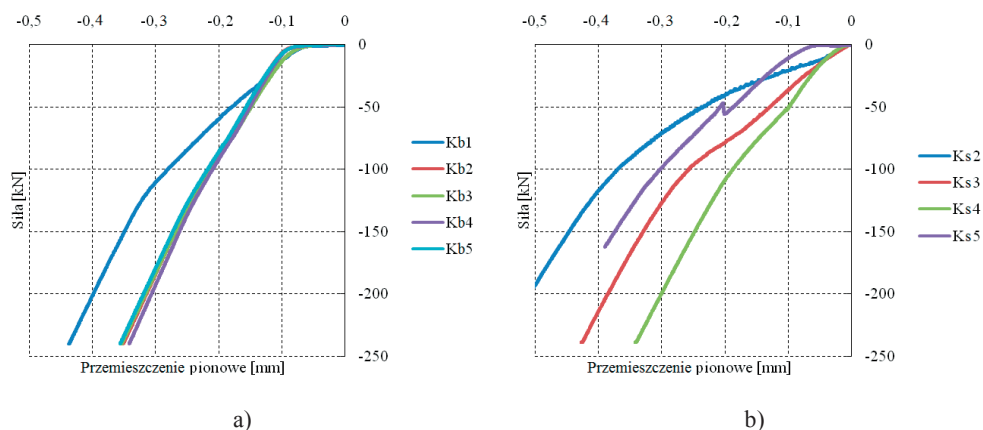 -0,5 -0,4 -0,3 -0,2 -0,1 0
0
-50
-100
-150
-200
-250
Siła [kN]
Przemieszczenie pionowe [mm]
Kb1
Kb2
Kb3
Kb4
Kb5
a)
-0,5 -0,4 -0,3 -0,2 -0,1 0
0
-50
-100
-150
-200
-250
Siła [kN]
Przemieszczenie pionowe [mm]
Ks2
Ks3
Ks4
Ks5
b)